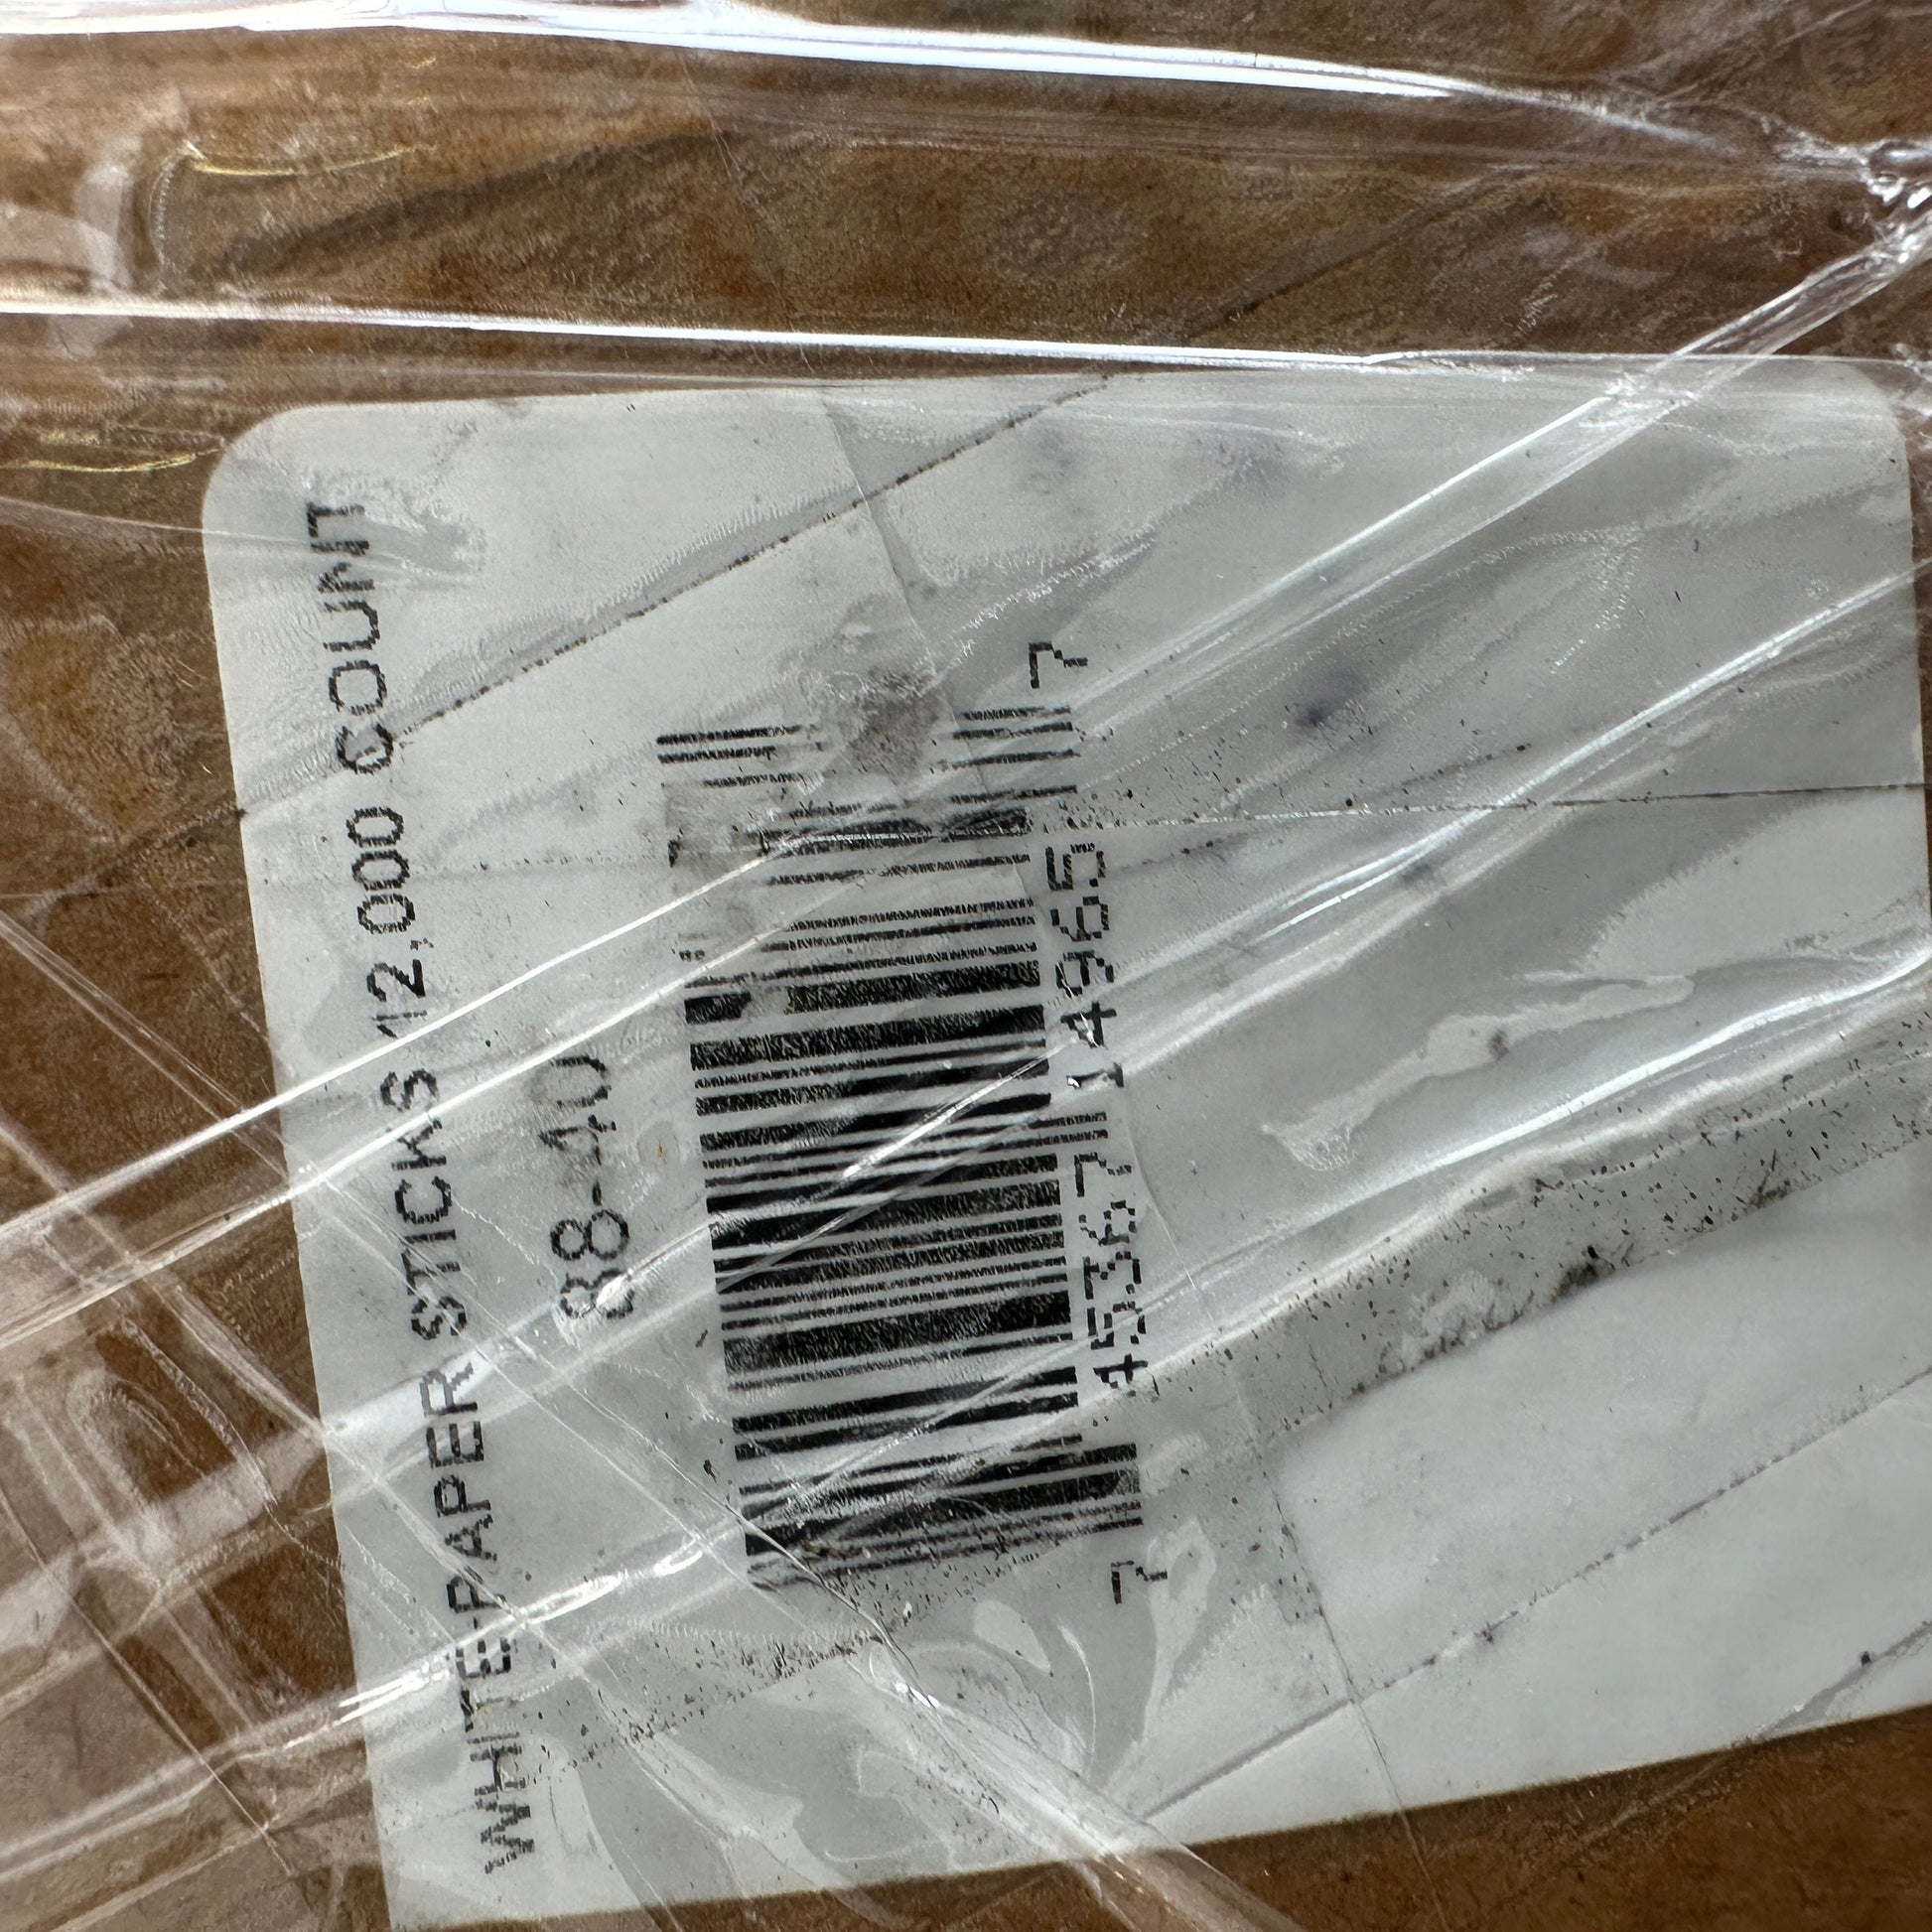 WHITE PAPER STICKS 12,000 COUNT
88-40
7 45367 14965 7